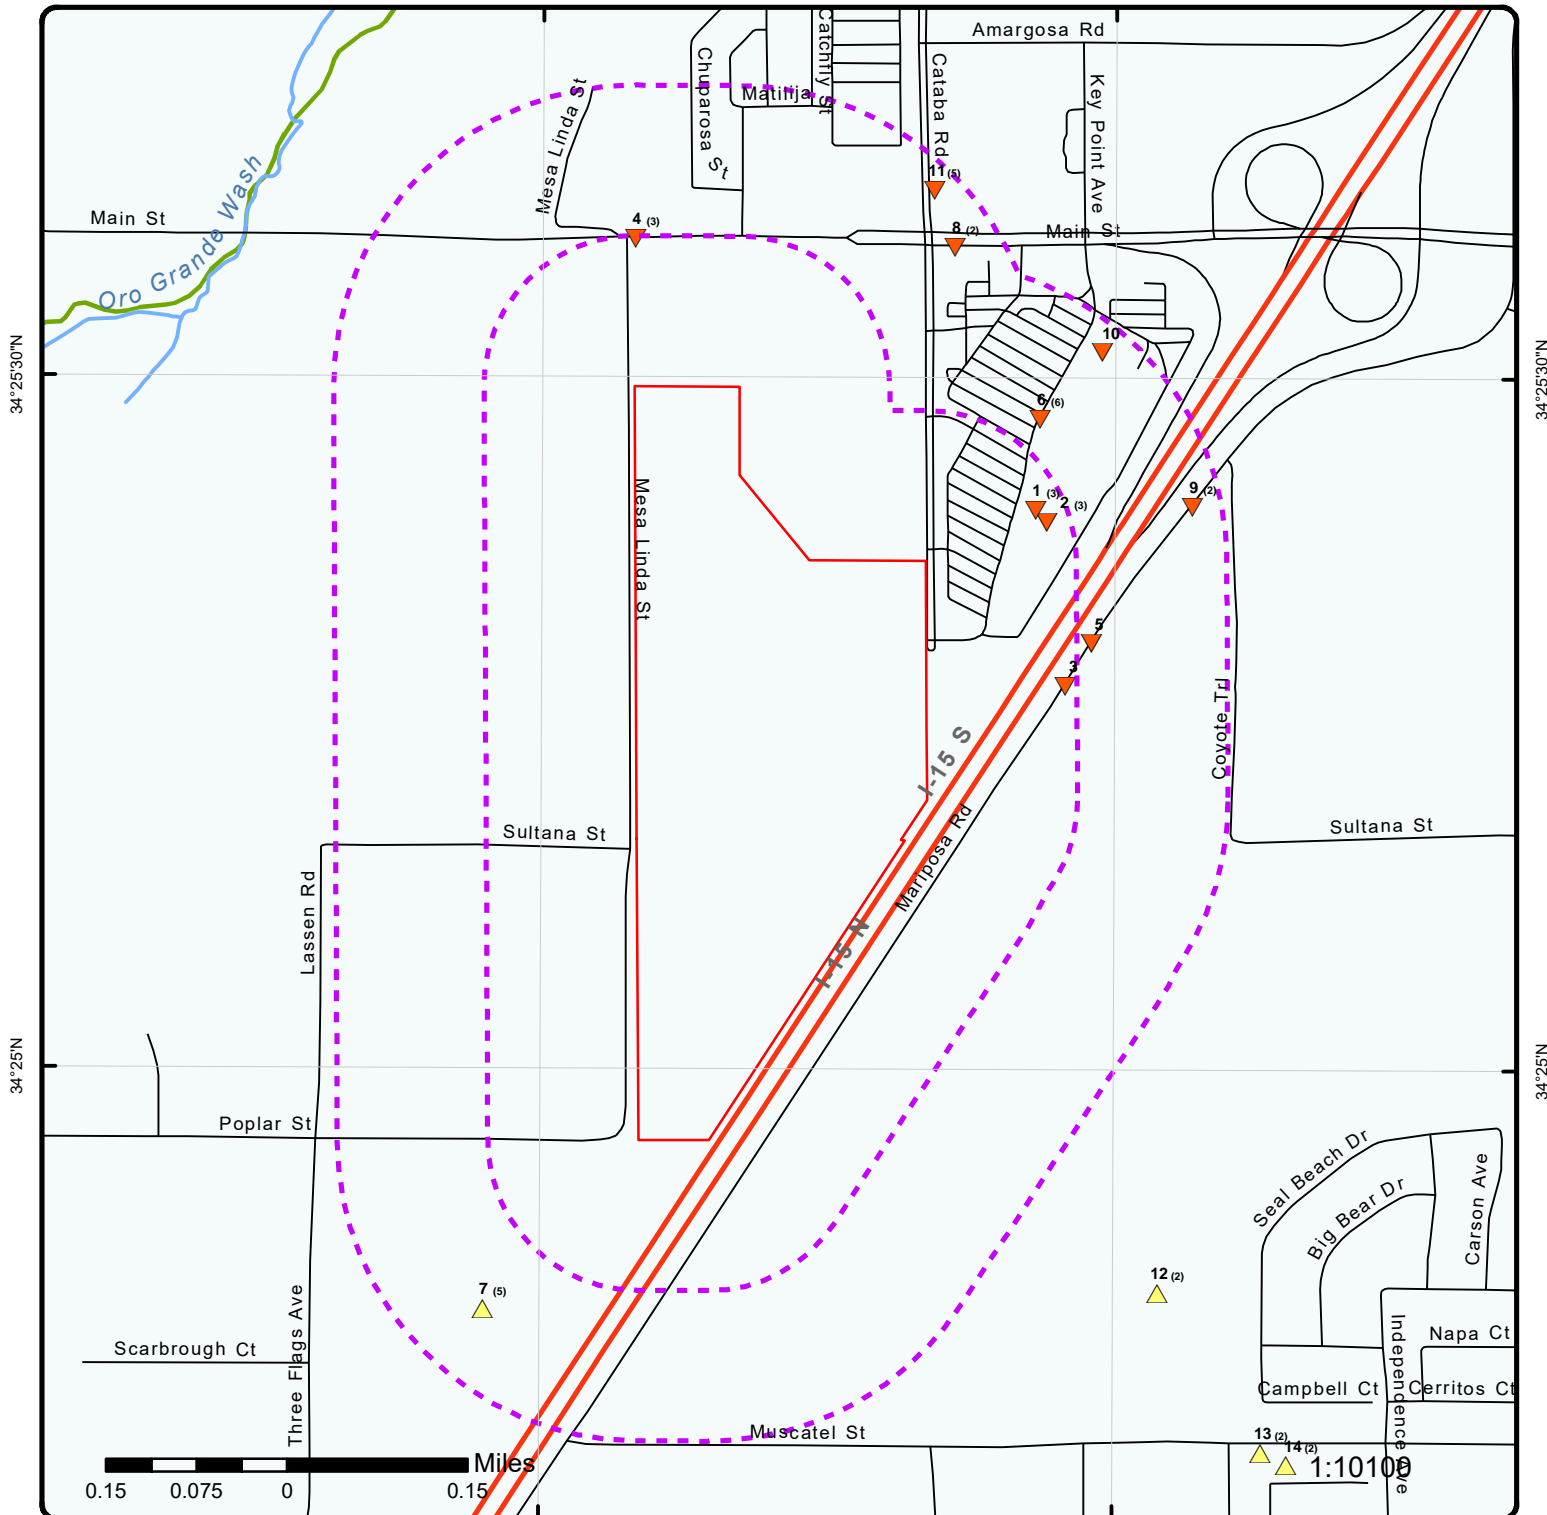 Amargosa Rd
Catchfly St
Chuparosa St
Matilija
Cataba Rd
Key Point Ave
Mesa Linda St
Oro Grande Wash
11 (5)
Main St
4 (3)
8 (2)
Main St
34°25'30"N
10
34°25'30"N
6 (6)
Mesa Linda St
1 (3)
2 (3)
9 (2)
5
3
Coyote Trl
I-15 S
Sultana St
Mariposa Rd
Sultana St
Lassen Rd
I-15 N
34°25'N
34°25'N
Poplar St
Seal Beach Dr
Big Bear Dr
Carson Ave
7 (5)
12 (2)
Three Flags Ave
Scarbrough Ct
Independence Ave
Napa Ct
Campbell Ct
Cerritos Ct
Muscatel St
13 (2)
14 (2)
Miles
1:10100
0.15 0.075 0 0.15